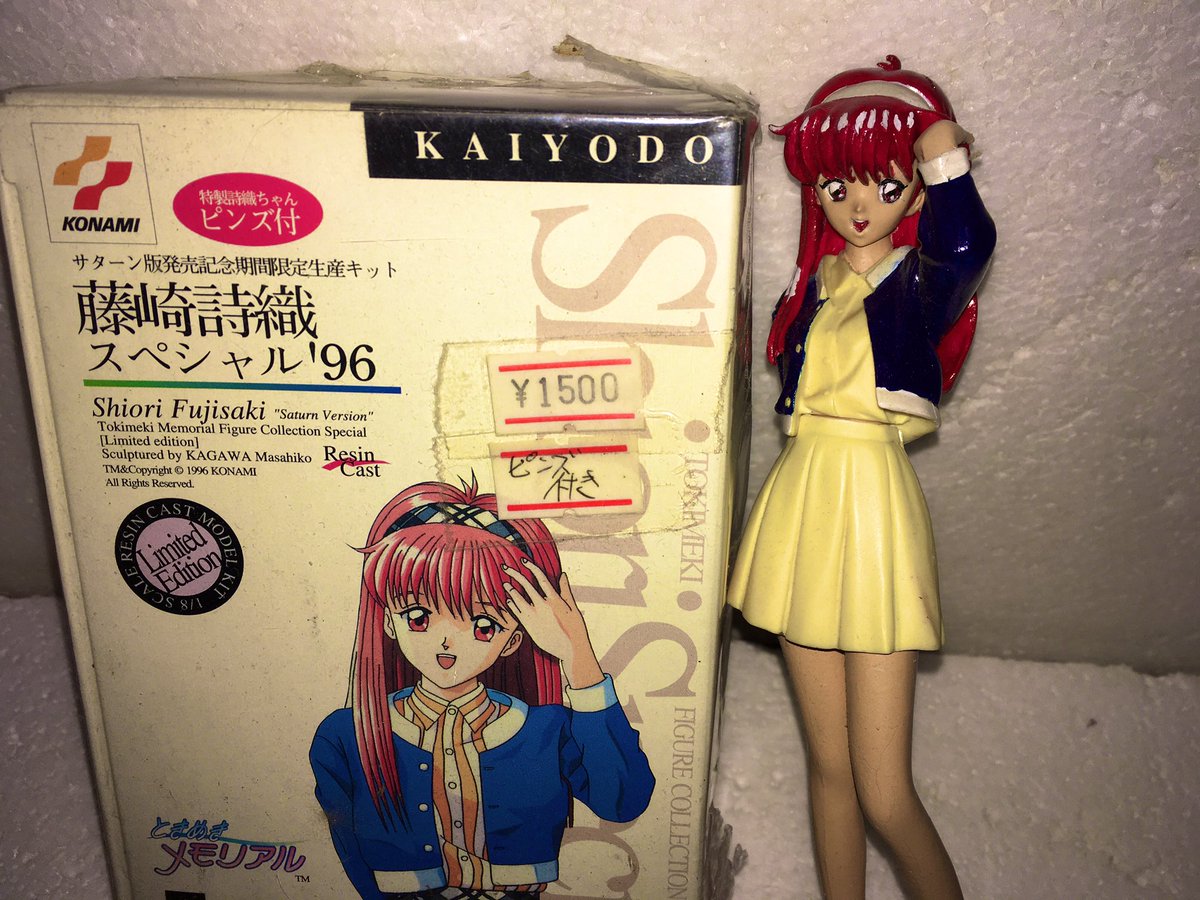 KAIYODO
KONAMI
特製詩織ちゃん
ピンズ付
サターン版発売記念期間限定生産キット
藤崎詩織
スペシャル'96
Shiori Fujisaki "Saturn Version"
Tokimeki Memorial Figure Collection Special
[Limited edition]
Sculptured by KAGAWA Masahiko
TM&Copyright © 1996 KONAMI
All Rights Reserved.
Resin
Cast
¥1500
ピンズ
付き
RESIN CAST MODEL KIT 1/8 SCALE
Limited
Edition
TOKIMEKI
FIGURE COLLECTION
ときめき
メモリアル
TM